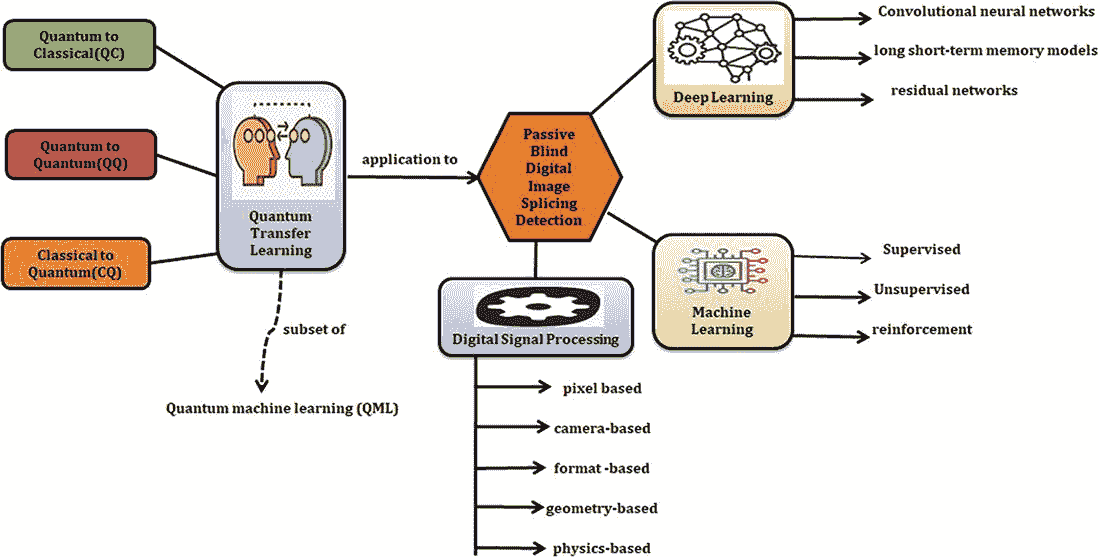 Quantum to
Classical(QC)
Quantum to
Quantum(QQ)
Classical to
Quantum(CQ)
Quantum
Transfer
Learning
subset of
Quantum machine learning (QML)
application to
Passive
Blind
Digital
Image
Splicing
Detection
Deep Learning
Convolutional neural networks
long short-term memory models
residual networks
Machine
Learning
Supervised
Unsupervised
reinforcement
Digital Signal Processing
pixel based
camera-based
format -based
geometry-based
physics-based